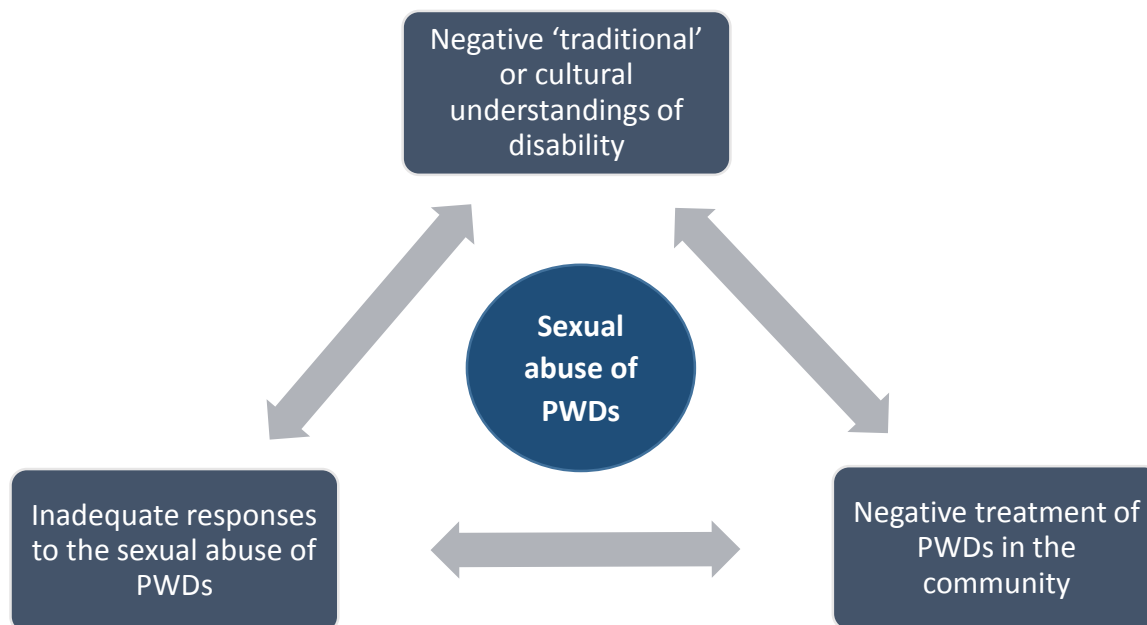 Negative ‘traditional’
or cultural
understandings of
disability
Sexual
abuse of
PWDs
Inadequate responses
to the sexual abuse of
PWDs
Negative treatment of
PWDs in the
community